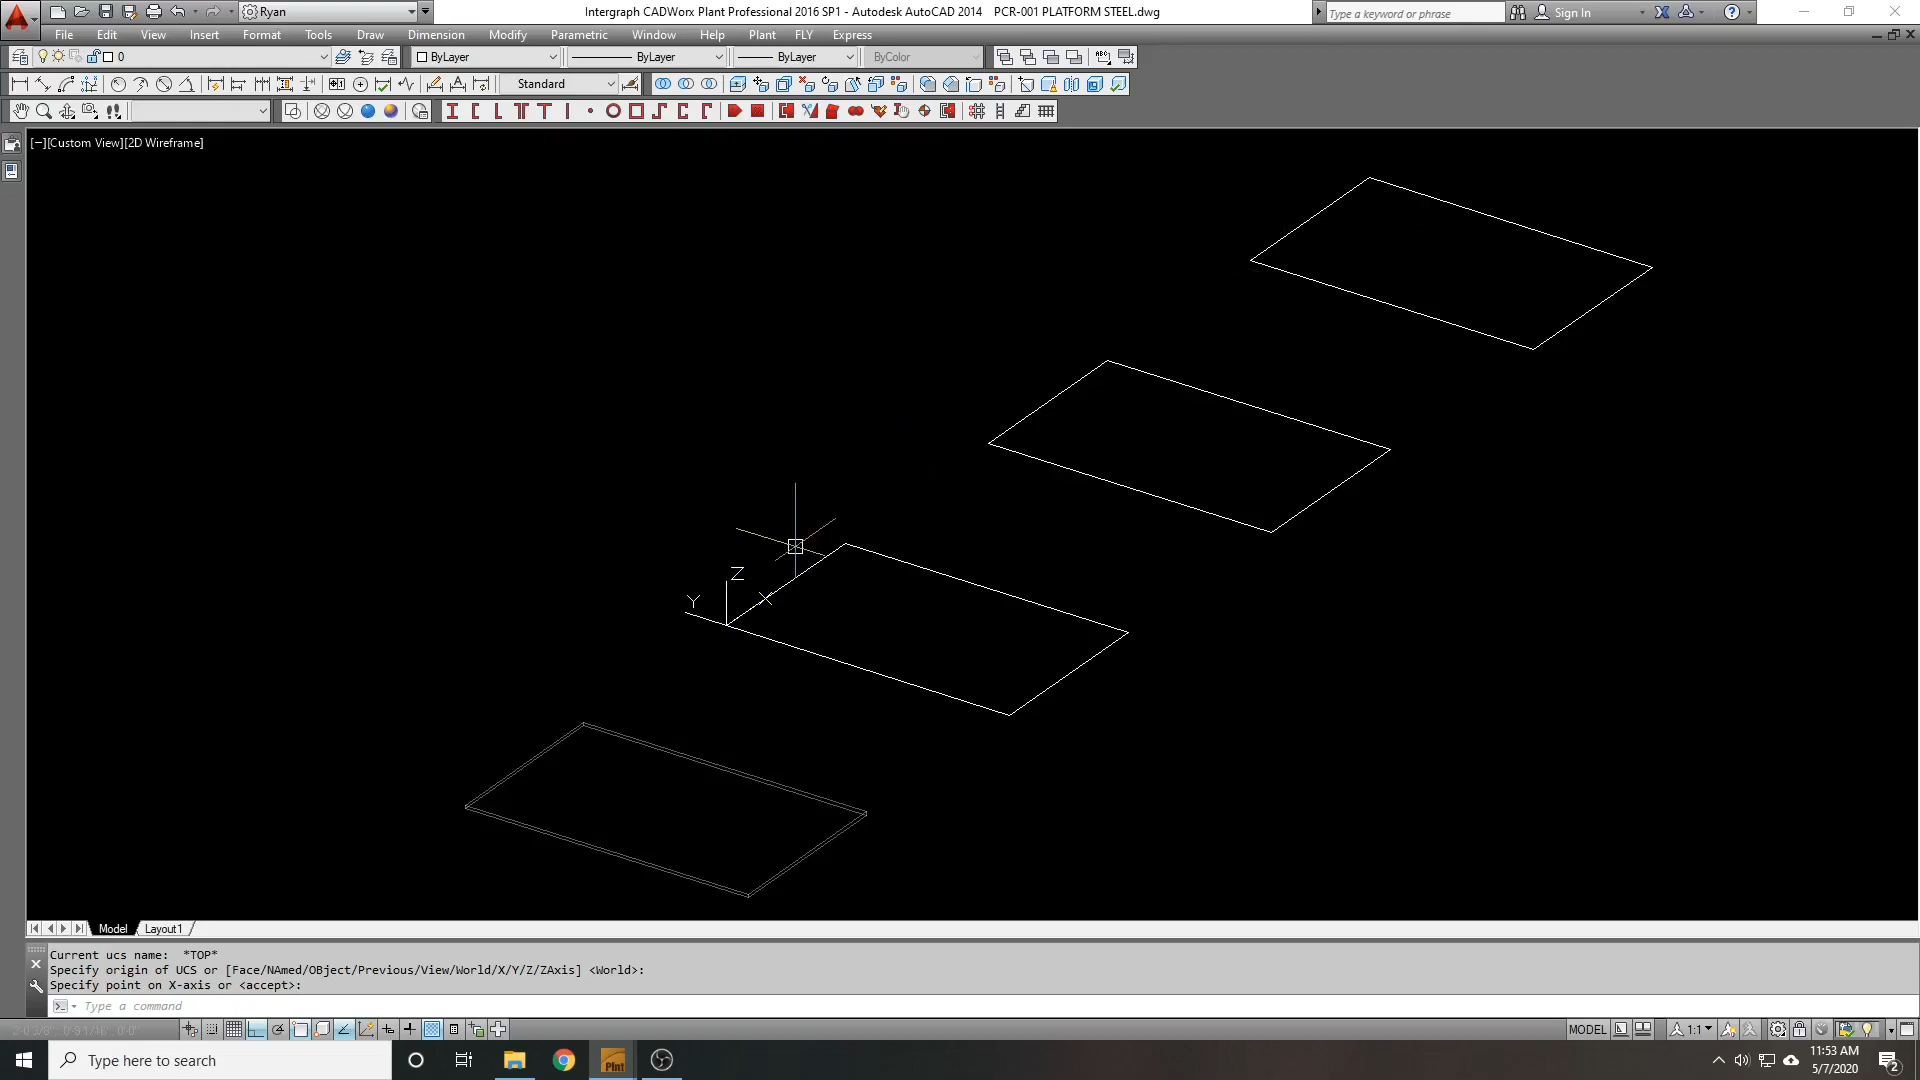 Ryan
Intergraph CADWorx Plant Professional 2016 SP1 - Autodesk AutoCAD 2014 PCR-001 PLATFORM STEEL.dwg
Type a keyword or phrase
Sign In
File Edit View Insert Format Tools Draw Dimension Modify Parametric Window Help Plant FLY Express
0 ByLayer ByLayer ByLayer ByColor
Standard
[−][Custom View][2D Wireframe]
Z
Y X
Model Layout1
Current ucs name: *TOP*
Specify origin of UCS or [Face/NAmed/OBject/Previous/View/World/X/Y/Z/ZAxis] <World>:
Specify point on X-axis or <accept>:
Type a command
MODEL 1:1
Type here to search
Plnt
11:53 AM
5/7/2020
2